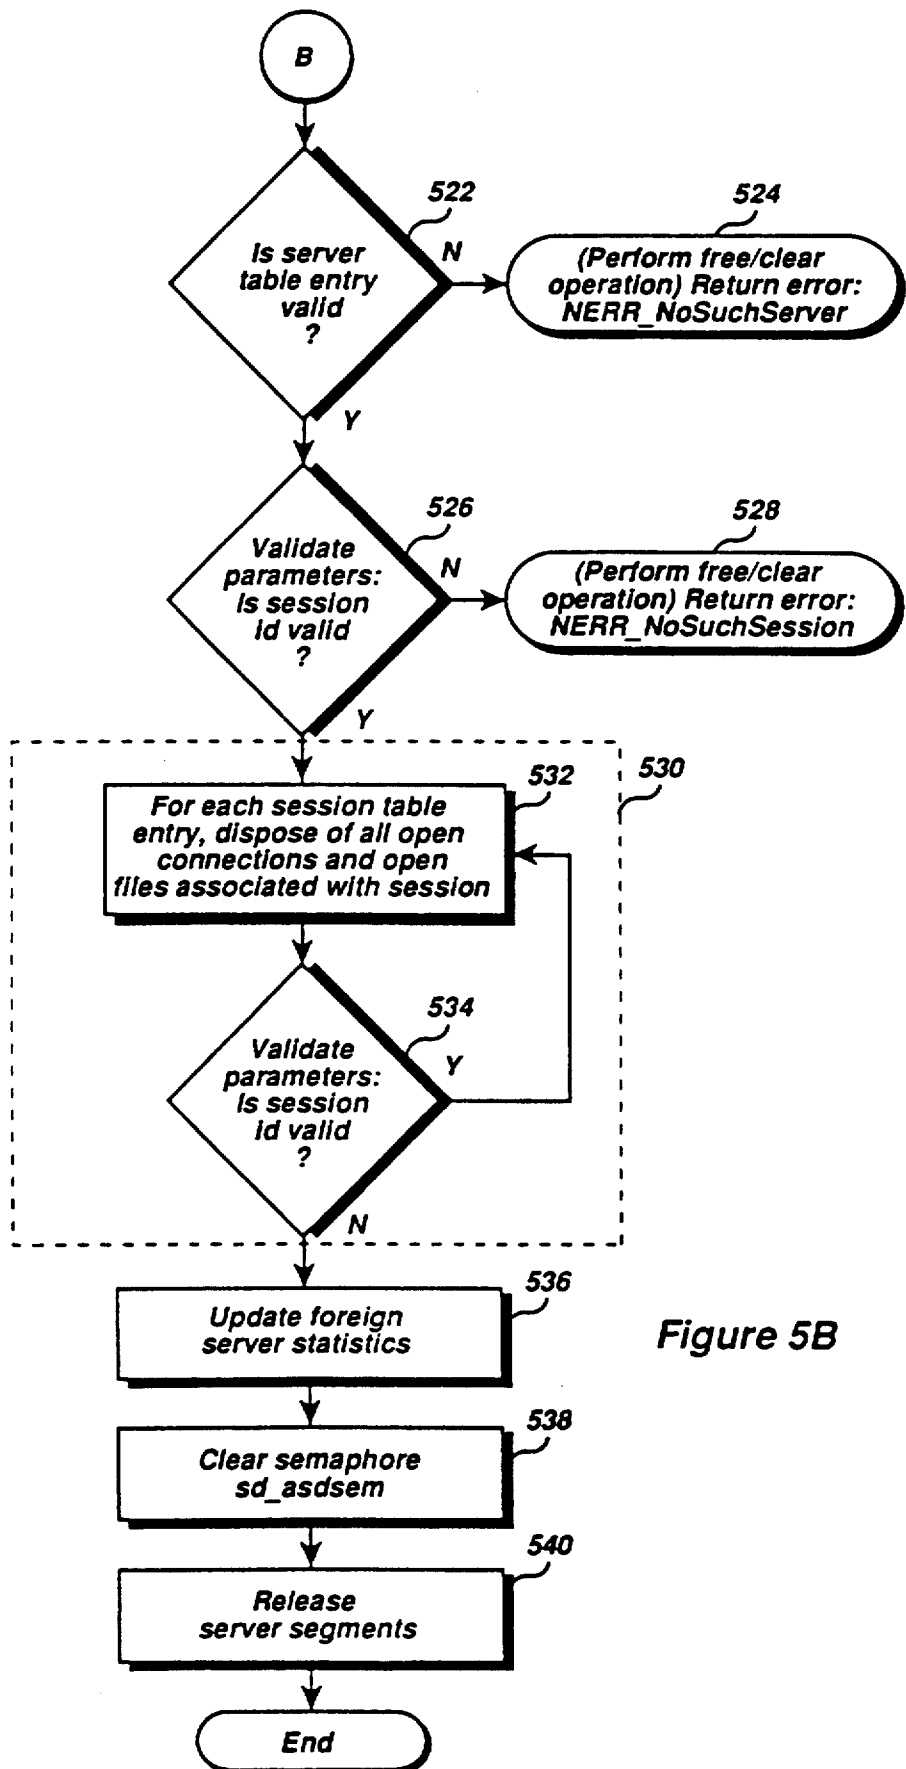 B
522
Is server
table entry
valid
?
N
Y
524
(Perform free/clear
operation) Return error:
NERR_NoSuchServer
526
Validate
parameters:
Is session
id valid
?
N
Y
528
(Perform free/clear
operation) Return error:
NERR_NoSuchSession
530
532
For each session table
entry, dispose of all open
connections and open
files associated with session
534
Validate
parameters:
Is session
id valid
?
Y
N
536
Update foreign
server statistics
Figure 5B
538
Clear semaphore
sd_asdsem
540
Release
server segments
End